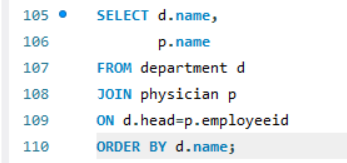 105 SELECT d.name,
106 p.name
107 FROM department d
108 JOIN physician p
109 ON d.head=p.employeeid
110 ORDER BY d.name;